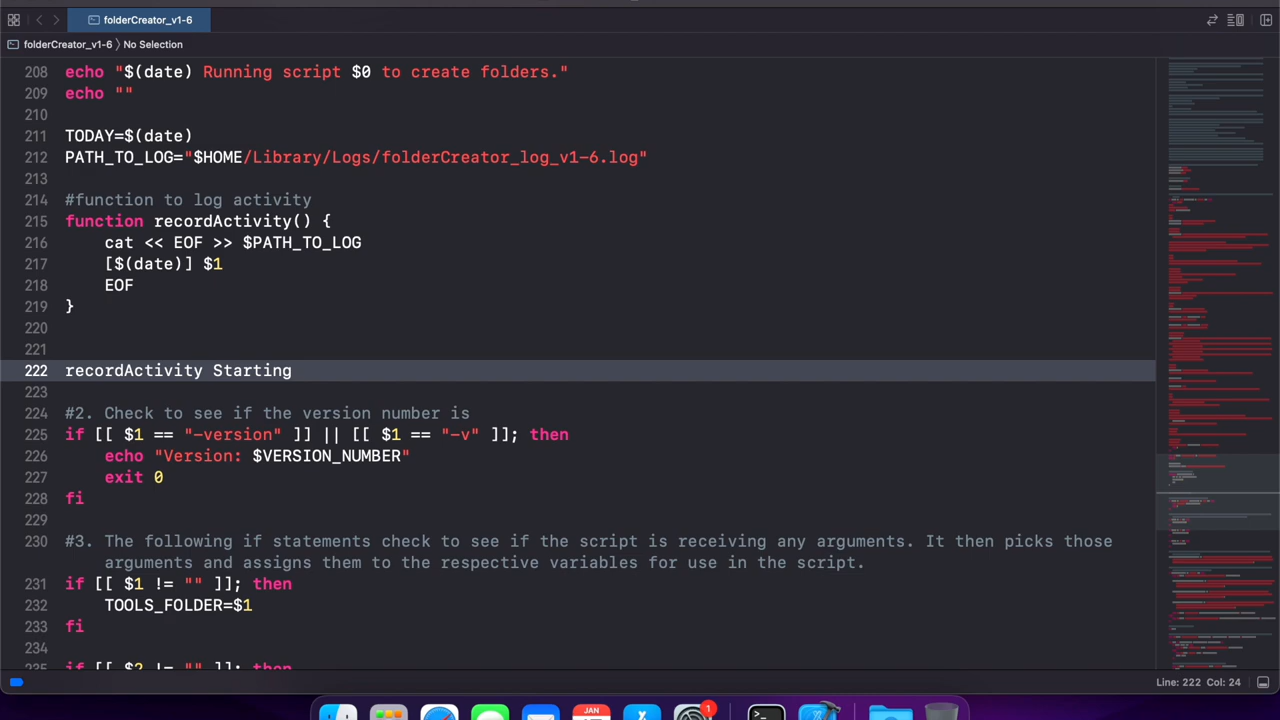 folderCreator_v1-6
folderCreator_v1-6 〉 No Selection
208 echo "$(date) Running script $0 to create folders."
209 echo ""
210
211 TODAY=$(date)
212 PATH_TO_LOG="$HOME/Library/Logs/folderCreator_log_v1-6.log"
213
214 #function to log activity
215 function recordActivity() {
216     cat << EOF >> $PATH_TO_LOG
217     [$(date)] $1
218     EOF
219 }
220
221
222 recordActivity Starting
223
224 #2. Check to see if the version number is
225 if [[ $1 == "-version" ]] || [[ $1 == "-v" ]]; then
226     echo "Version: $VERSION_NUMBER"
227     exit 0
228 fi
229
230 #3. The following if statements check to see if the script is receiving any arguments. It then picks those
arguments and assigns them to the respective variables for use in the script.
231 if [[ $1 != "" ]]; then
232     TOOLS_FOLDER=$1
233 fi
234
235 if [[ $2 != "" ]]; then
Line: 222 Col: 24
1
JAN